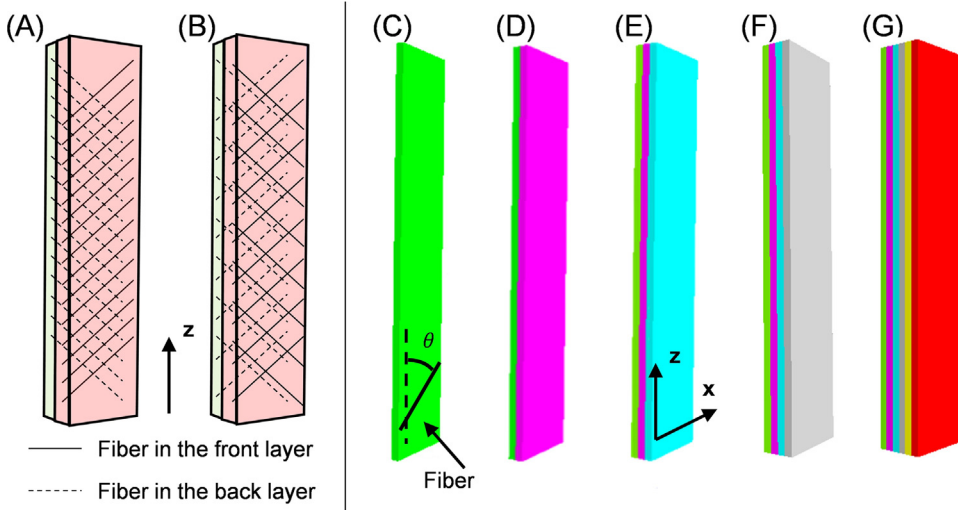 (A) (B) (C) (D) (E) (F) (G)
θ
z
z
x
Fiber in the front layer
Fiber
Fiber in the back layer